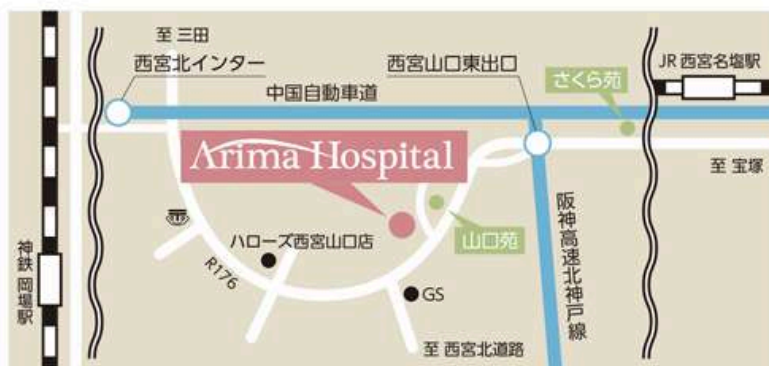 至 三田
西宮北インター
西宮山口東出口
さくら苑
JR 西宮名塩駅
中国自動車道
Arima Hospital
至 宝塚
山口苑
阪神高速北神戸線
ハローズ西宮山口店
R176
神鉄 岡場駅
GS
至 西宮北道路